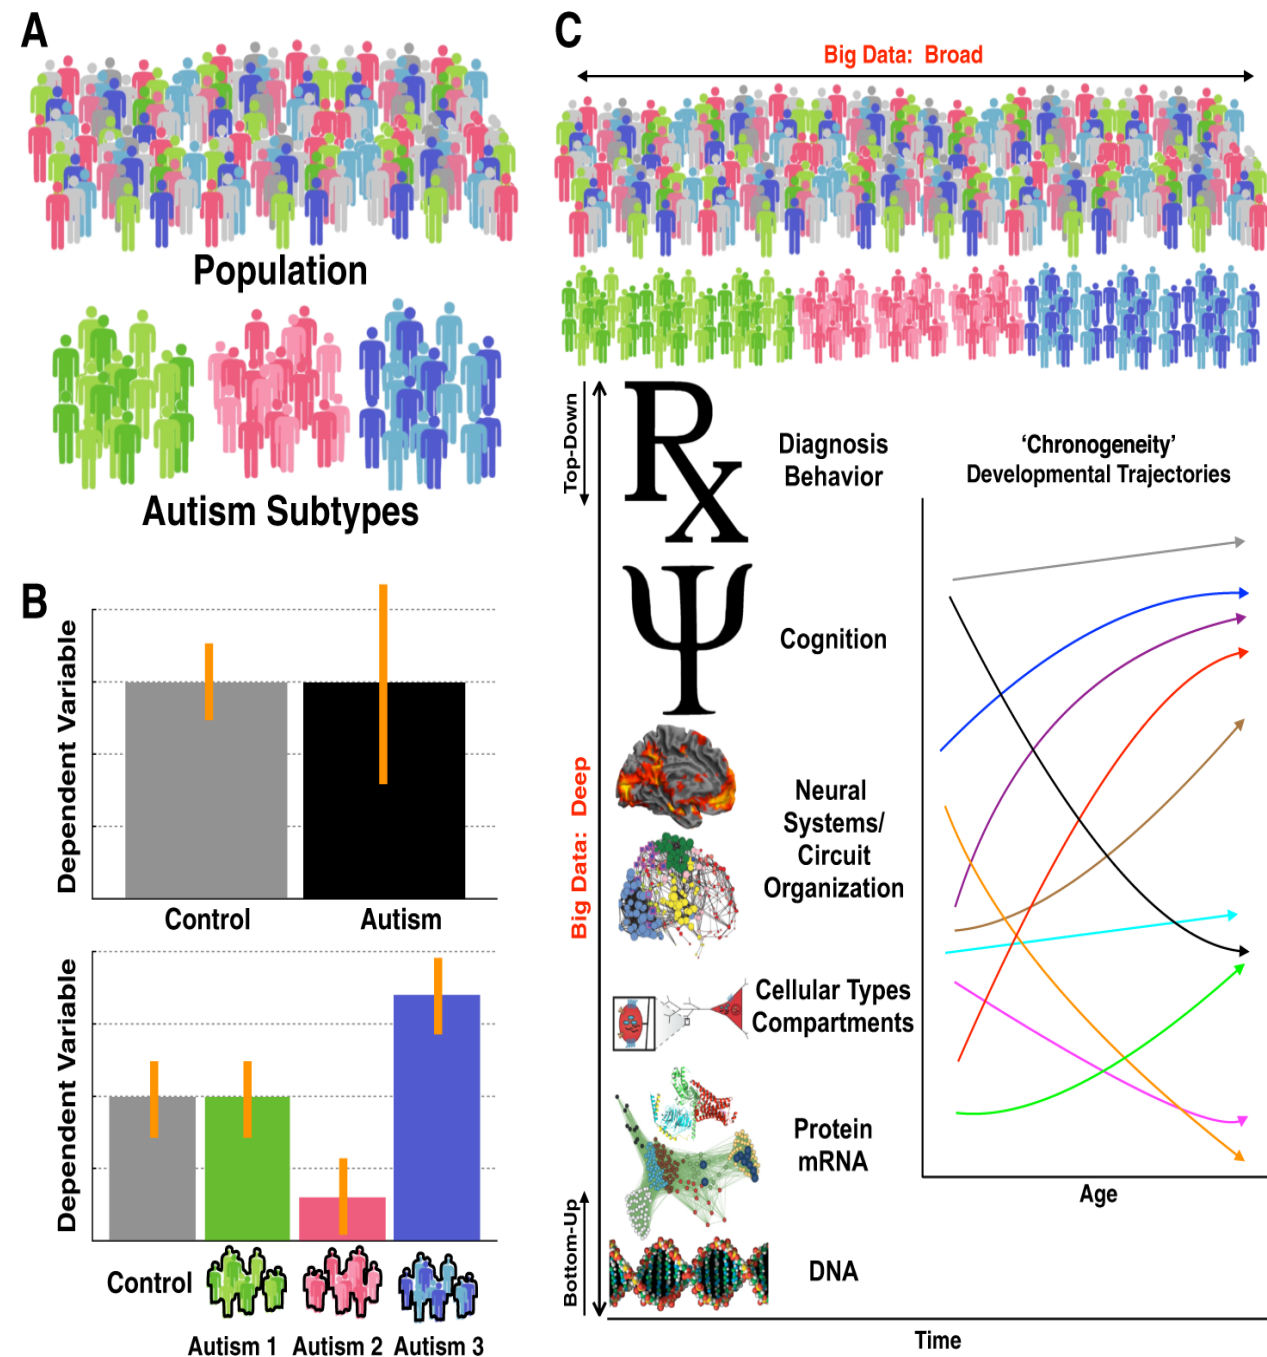 A
Population
Autism Subtypes
B
Dependent Variable
Control
Autism
Dependent Variable
Control
Autism 1
Autism 2
Autism 3
C
Big Data: Broad
Top-Down
Big Data: Deep
Bottom-Up
Rx
Ψ
Diagnosis
Behavior
Cognition
Neural
Systems/
Circuit
Organization
Cellular Types
Compartments
Protein
mRNA
DNA
'Chronogeneity'
Developmental Trajectories
Age
Time